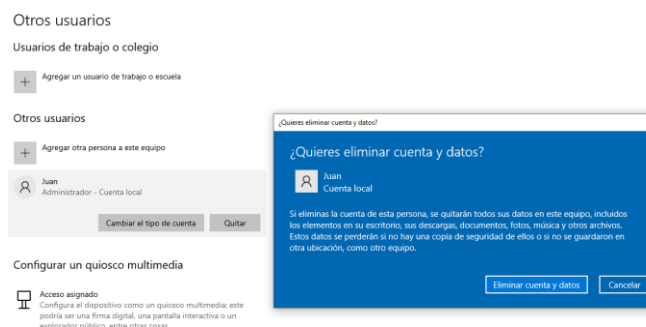 Otros usuarios
Usuarios de trabajo o colegio
Agregar un usuario de trabajo o escuela
Otros usuarios
Agregar otra persona a este equipo
Juan
Administrador - Cuenta local
Cambiar el tipo de cuenta
Quitar
Configurar un quiosco multimedia
Acceso asignado
Configura el dispositivo como un quiosco multimedia; este
podría ser una firma digital, una pantalla interactiva o un
explorador público, entre otras cosas.
¿Quieres eliminar cuenta y datos?
¿Quieres eliminar cuenta y datos?
Juan
Cuenta local
Si eliminas la cuenta de esta persona, se quitarán todos sus datos en este equipo, incluidos
los elementos en su escritorio, sus descargas, documentos, fotos, música y otros archivos.
Estos datos se perderán si no hay una copia de seguridad de ellos o si no se guardaron en
otra ubicación, como otro equipo.
Eliminar cuenta y datos
Cancelar